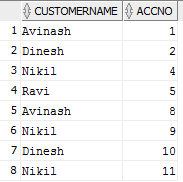 CUSTOMERNAME ACCNO
1 Avinash 1
2 Dinesh 2
3 Nikil 4
4 Ravi 5
5 Avinash 8
6 Nikil 9
7 Dinesh 10
8 Nikil 11